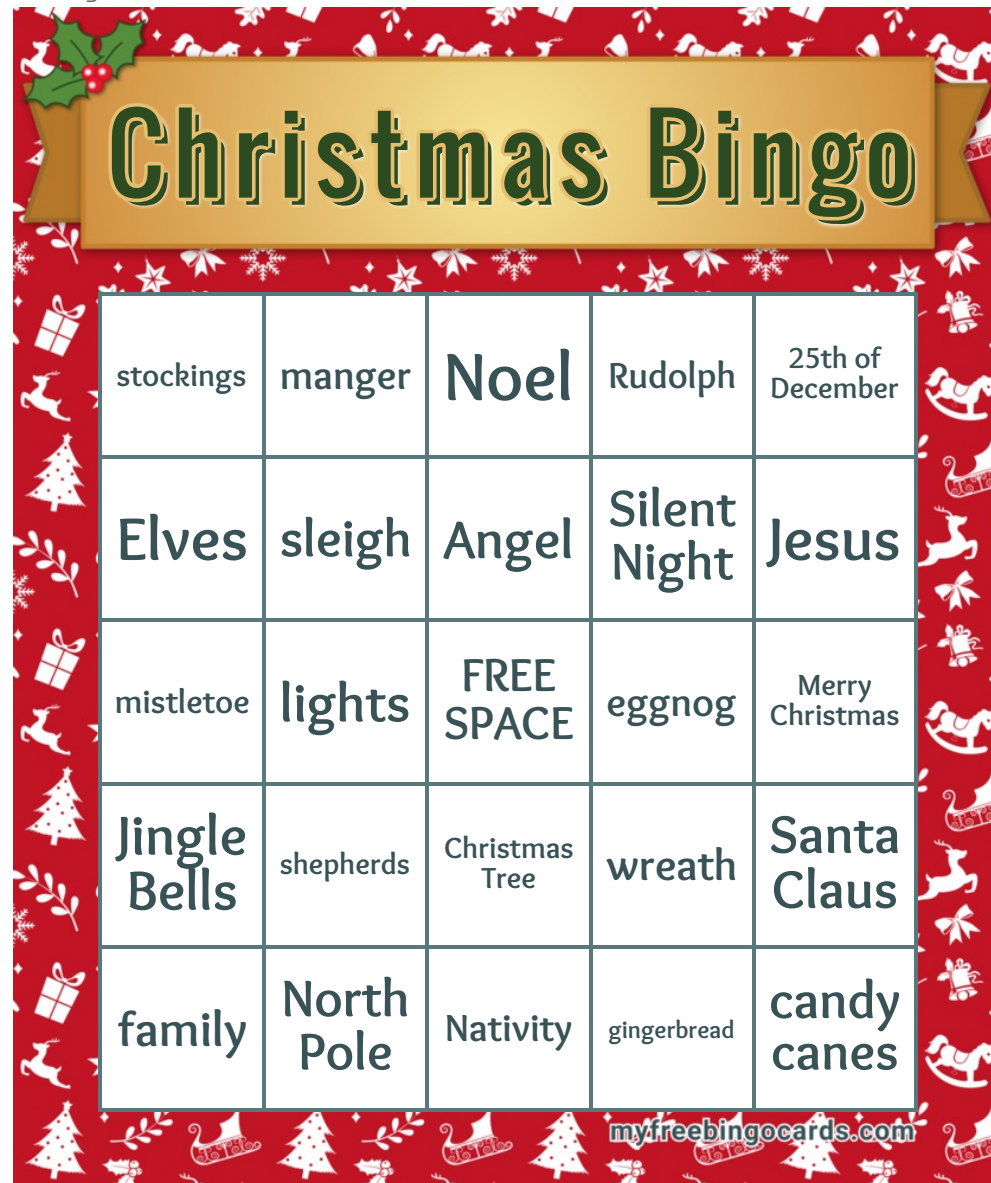 Christmas Bingo
stockings
manger
Noel
Rudolph
25th of
December
Elves
sleigh
Angel
Silent
Night
Jesus
mistletoe
lights
FREE
SPACE
eggnog
Merry
Christmas
Jingle
Bells
shepherds
Christmas
Tree
wreath
Santa
Claus
family
North
Pole
Nativity
gingerbread
candy
canes
myfreebingocards.com